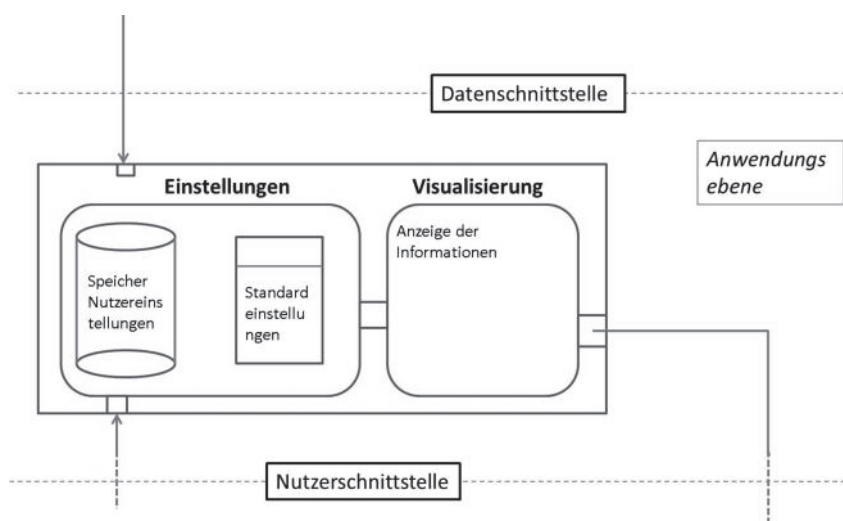 Datenschnittstelle
Anwendungs
ebene
Einstellungen
Visualisierung
Speicher
Nutzereins
tellungen
Standard
einstellu
ngen
Anzeige der
Informationen
Nutzerschnittstelle